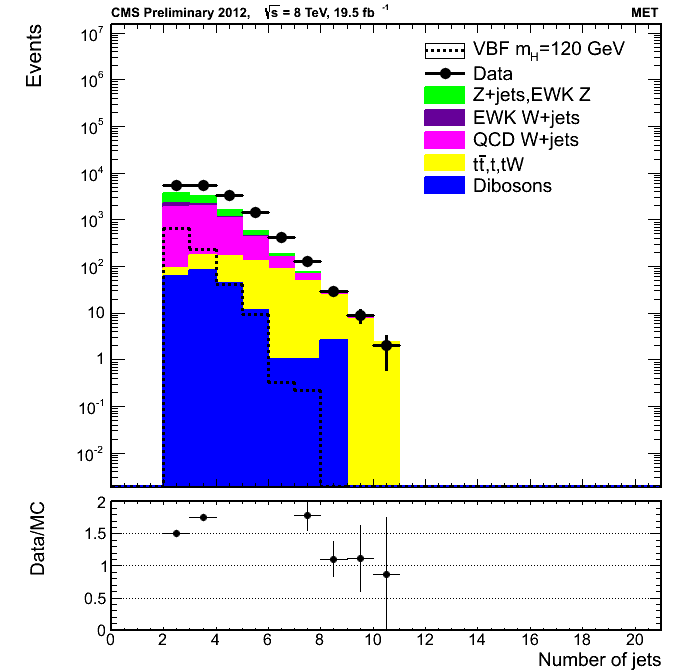 CMS Preliminary 2012, √s = 8 TeV, 19.5 fb⁻¹ MET
Events
10⁷
10⁶
10⁵
10⁴
10³
10²
10
1
10⁻¹
10⁻²
VBF m_H=120 GeV
Data
Z+jets,EWK Z
EWK W+jets
QCD W+jets
tt̄,t,tW
Dibosons
Data/MC
2
1.5
1
0.5
0
0 2 4 6 8 10 12 14 16 18 20
Number of jets